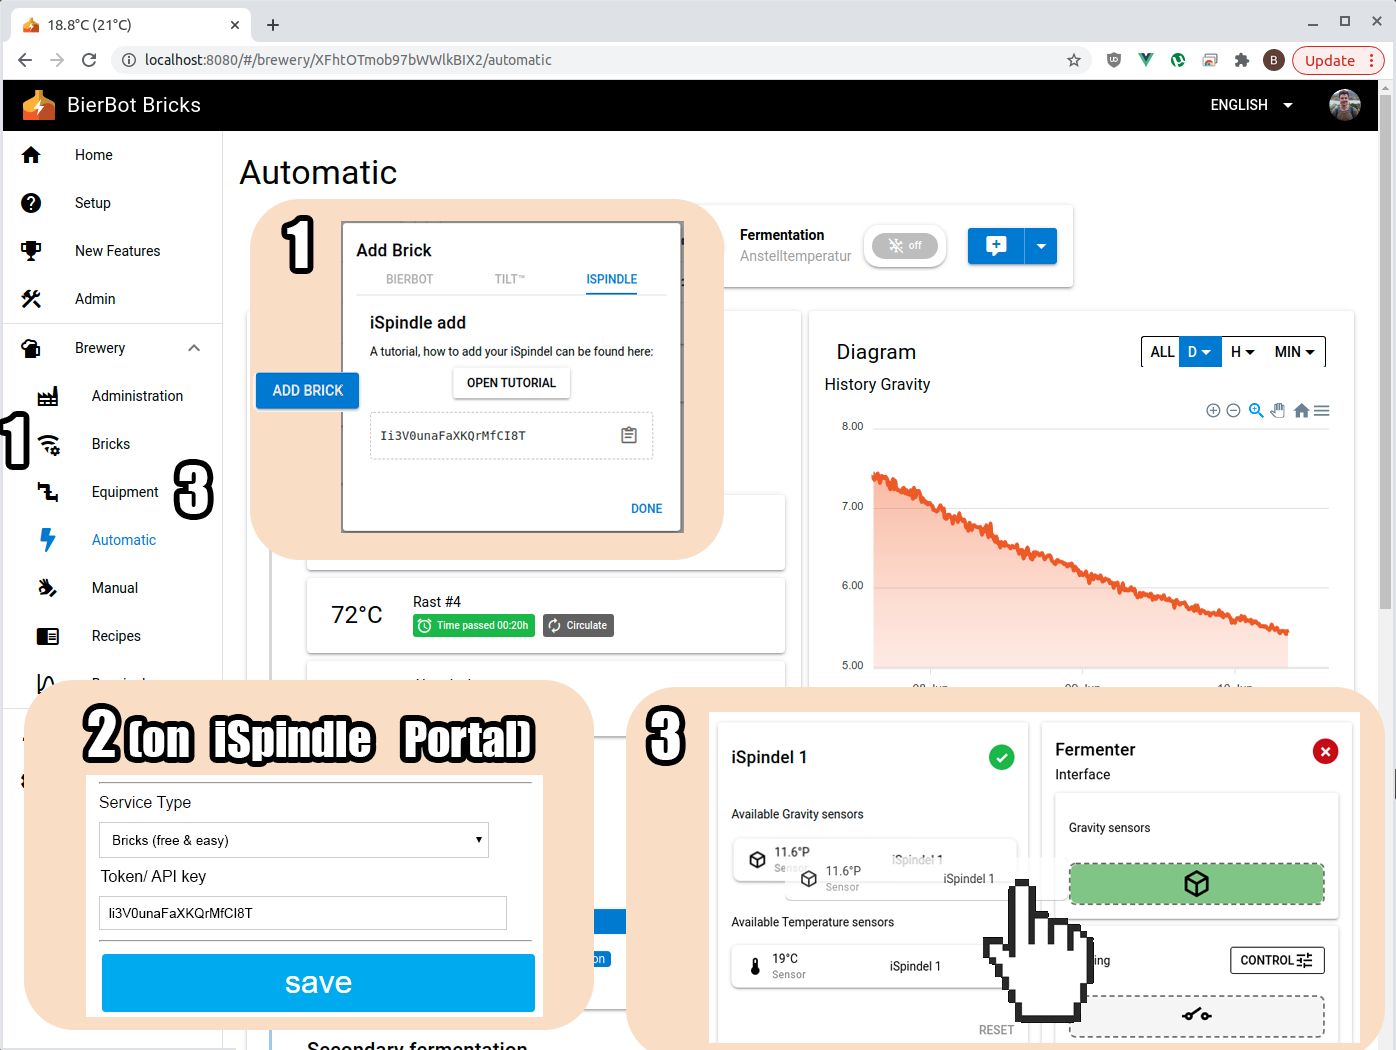 18.8°C (21°C)
localhost:8080/#/brewery/XFhtOTmob97bWWlkBIX2/automatic
B
Update
BierBot Bricks
ENGLISH
Home
Setup
New Features
Admin
Brewery
Administration
1
Bricks
Equipment
3
Automatic
Manual
Recipes
Automatic
1
Add Brick
BIERBOT
TILT™
ISPINDLE
iSpindle add
A tutorial, how to add your iSpindel can be found here:
OPEN TUTORIAL
ADD BRICK
Ii3V0unaFaXKQrMfCI8T
DONE
Fermentation
Anstelltemperatur
off
Diagram
ALL D H MIN
History Gravity
8.00
7.00
6.00
5.00
72°C
Rast #4
Time passed 00:20h
Circulate
2 (on iSpindle Portal)
Service Type
Bricks (free & easy)
Token/ API key
Ii3V0unaFaXKQrMfCI8T
save
on
3
iSpindel 1
Available Gravity sensors
11.6°P
iSpindel 1
11.6°P
Sensor
iSpindel 1
Available Temperature sensors
19°C
Sensor
iSpindel 1
RESET
Fermenter
Interface
Gravity sensors
CONTROL
Secondary fermentation